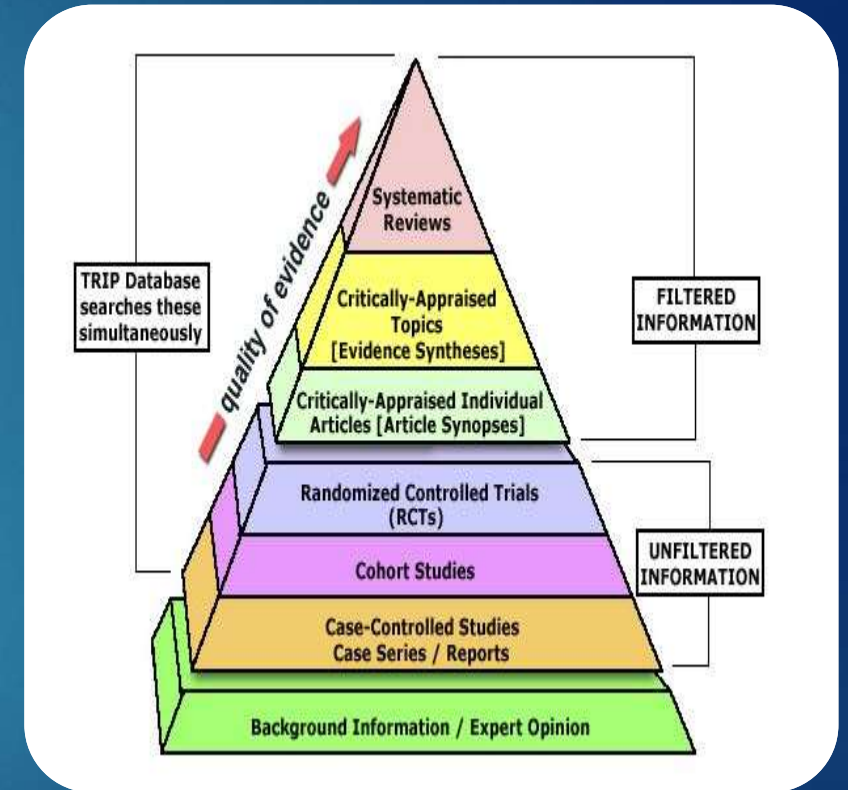 Systematic
Reviews
quality of evidence
TRIP Database
searches these
simultaneously
FILTERED
INFORMATION
Critically-Appraised
Topics
[Evidence Syntheses]
Critically-Appraised Individual
Articles [Article Synopses]
Randomized Controlled Trials
(RCTs)
UNFILTERED
INFORMATION
Cohort Studies
Case-Controlled Studies
Case Series / Reports
Background Information / Expert Opinion